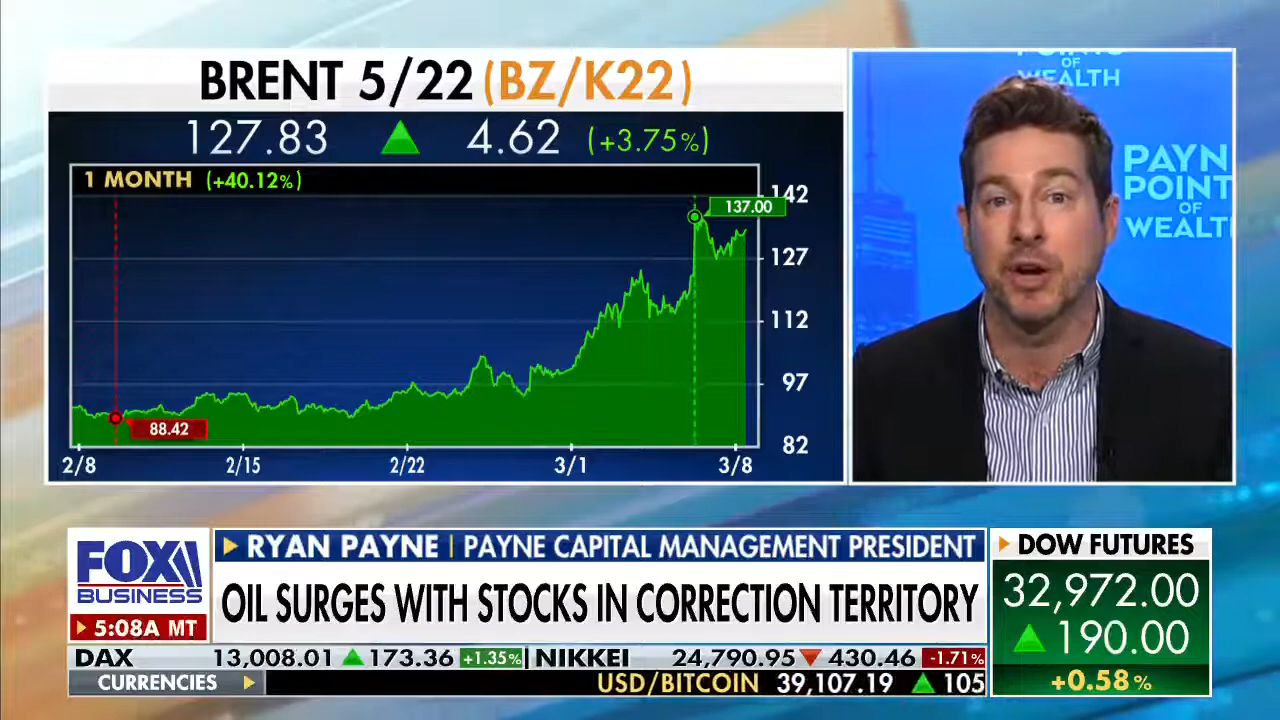 BRENT 5/22 (BZ/K22)
127.83 ▲ 4.62 (+3.75%)
1 MONTH (+40.12%)
142
137.00
127
112
97
88.42
82
2/8 2/15 2/22 3/1 3/8
POINTS
OF
WEALTH
PAYN
POINT
OF
WEALT
FOX
BUSINESS
5:08A MT
RYAN PAYNE | PAYNE CAPITAL MANAGEMENT PRESIDENT
OIL SURGES WITH STOCKS IN CORRECTION TERRITORY
DOW FUTURES
32,972.00
▲ 190.00
+0.58%
DAX 13,008.01 ▲ 173.36 +1.35% NIKKEI 24,790.95 ▼ 430.46 -1.71%
CURRENCIES USD/BITCOIN 39,107.19 ▲ 105